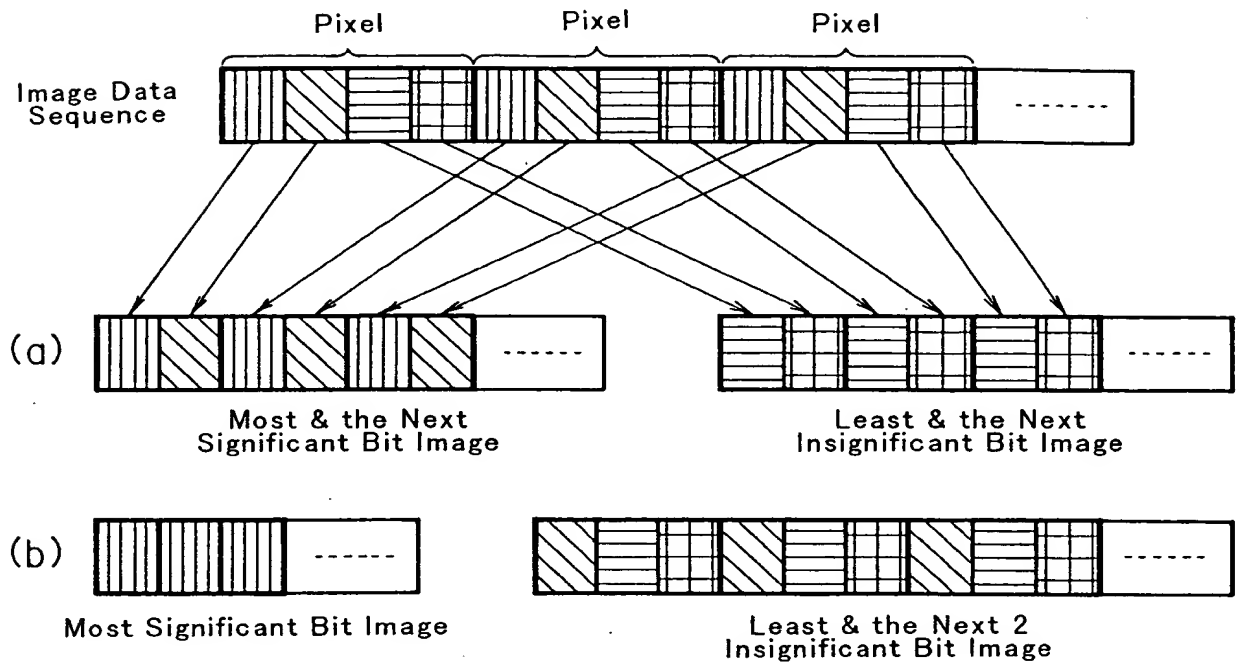 Pixel Pixel Pixel
Image Data
Sequence
(a)
Most & the Next
Significant Bit Image
Least & the Next
Insignificant Bit Image
(b)
Most Significant Bit Image
Least & the Next 2
Insignificant Bit Image